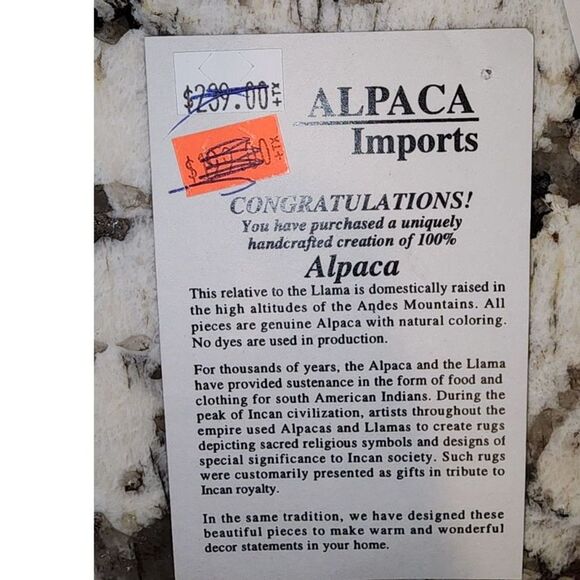 $289.00 +TX
$ +TX
ALPACA
Imports
CONGRATULATIONS!
You have purchased a uniquely
handcrafted creation of 100%
Alpaca
This relative to the Llama is domestically raised in
the high altitudes of the Andes Mountains. All
pieces are genuine Alpaca with natural coloring.
No dyes are used in production.
For thousands of years, the Alpaca and the Llama
have provided sustenance in the form of food and
clothing for south American Indians. During the
peak of Incan civilization, artists throughout the
empire used Alpacas and Llamas to create rugs
depicting sacred religious symbols and designs of
special significance to Incan society. Such rugs
were customarily presented as gifts in tribute to
Incan royalty.
In the same tradition, we have designed these
beautiful pieces to make warm and wonderful
decor statements in your home.